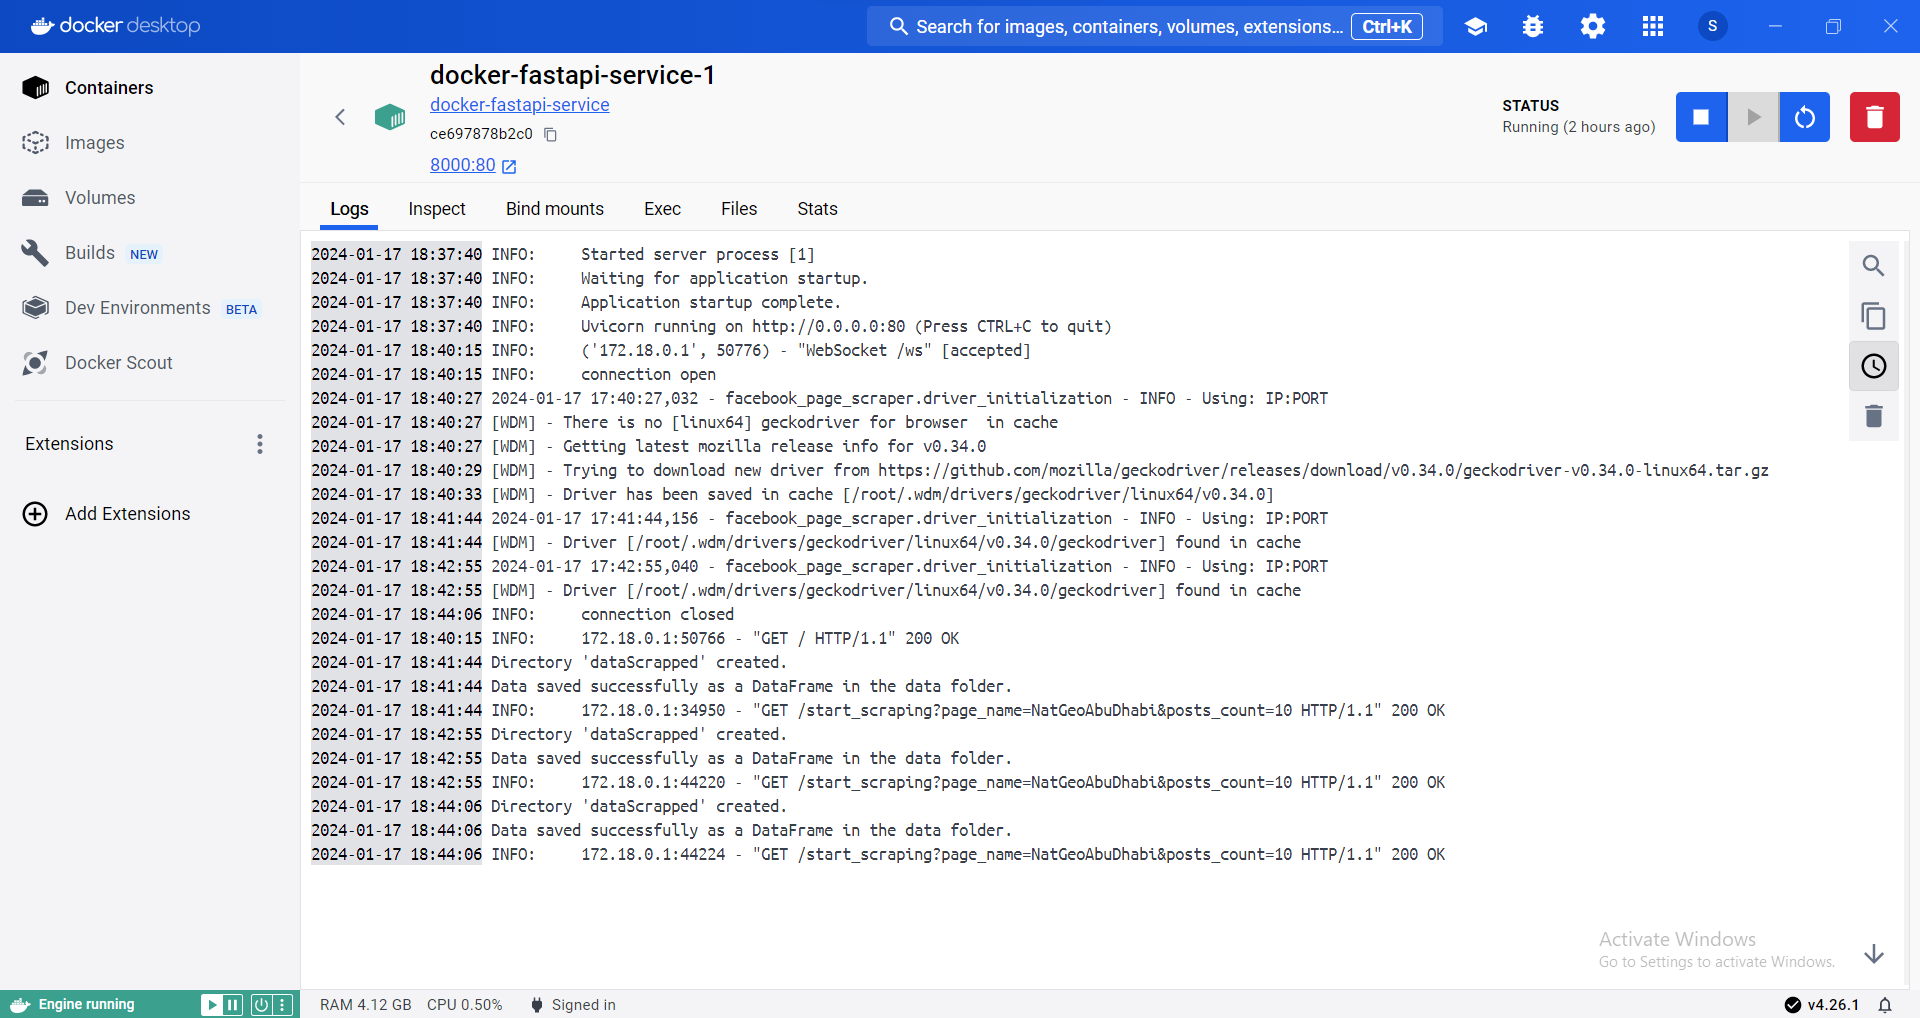 docker desktop
Search for images, containers, volumes, extensions... Ctrl+K
S
Containers
Images
Volumes
Builds NEW
Dev Environments BETA
Docker Scout
Extensions
Add Extensions
docker-fastapi-service-1
docker-fastapi-service
ce697878b2c0
8000:80
STATUS
Running (2 hours ago)
Logs Inspect Bind mounts Exec Files Stats
2024-01-17 18:37:40 INFO:     Started server process [1]
2024-01-17 18:37:40 INFO:     Waiting for application startup.
2024-01-17 18:37:40 INFO:     Application startup complete.
2024-01-17 18:37:40 INFO:     Uvicorn running on http://0.0.0.0:80 (Press CTRL+C to quit)
2024-01-17 18:40:15 INFO:     ('172.18.0.1', 50776) - "WebSocket /ws" [accepted]
2024-01-17 18:40:15 INFO:     connection open
2024-01-17 18:40:27 2024-01-17 17:40:27,032 - facebook_page_scraper.driver_initialization - INFO - Using: IP:PORT
2024-01-17 18:40:27 [WDM] - There is no [linux64] geckodriver for browser  in cache
2024-01-17 18:40:27 [WDM] - Getting latest mozilla release info for v0.34.0
2024-01-17 18:40:29 [WDM] - Trying to download new driver from https://github.com/mozilla/geckodriver/releases/download/v0.34.0/geckodriver-v0.34.0-linux64.tar.gz
2024-01-17 18:40:33 [WDM] - Driver has been saved in cache [/root/.wdm/drivers/geckodriver/linux64/v0.34.0]
2024-01-17 18:41:44 2024-01-17 17:41:44,156 - facebook_page_scraper.driver_initialization - INFO - Using: IP:PORT
2024-01-17 18:41:44 [WDM] - Driver [/root/.wdm/drivers/geckodriver/linux64/v0.34.0/geckodriver] found in cache
2024-01-17 18:42:55 2024-01-17 17:42:55,040 - facebook_page_scraper.driver_initialization - INFO - Using: IP:PORT
2024-01-17 18:42:55 [WDM] - Driver [/root/.wdm/drivers/geckodriver/linux64/v0.34.0/geckodriver] found in cache
2024-01-17 18:44:06 INFO:     connection closed
2024-01-17 18:40:15 INFO:     172.18.0.1:50766 - "GET / HTTP/1.1" 200 OK
2024-01-17 18:41:44 Directory 'dataScrapped' created.
2024-01-17 18:41:44 Data saved successfully as a DataFrame in the data folder.
2024-01-17 18:41:44 INFO:     172.18.0.1:34950 - "GET /start_scraping?page_name=NatGeoAbuDhabi&posts_count=10 HTTP/1.1" 200 OK
2024-01-17 18:42:55 Directory 'dataScrapped' created.
2024-01-17 18:42:55 Data saved successfully as a DataFrame in the data folder.
2024-01-17 18:42:55 INFO:     172.18.0.1:44220 - "GET /start_scraping?page_name=NatGeoAbuDhabi&posts_count=10 HTTP/1.1" 200 OK
2024-01-17 18:44:06 Directory 'dataScrapped' created.
2024-01-17 18:44:06 Data saved successfully as a DataFrame in the data folder.
2024-01-17 18:44:06 INFO:     172.18.0.1:44224 - "GET /start_scraping?page_name=NatGeoAbuDhabi&posts_count=10 HTTP/1.1" 200 OK
Activate Windows
Go to Settings to activate Windows.
Engine running
RAM 4.12 GB CPU 0.50% Signed in
v4.26.1